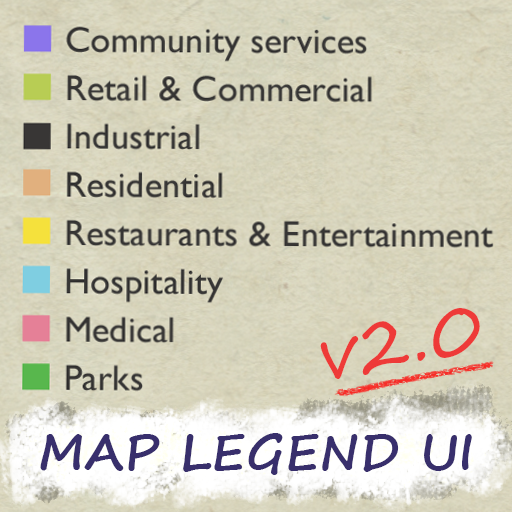 Community services
Retail & Commercial
Industrial
Residential
Restaurants & Entertainment
Hospitality
Medical
Parks
v2.0
MAP LEGEND UI